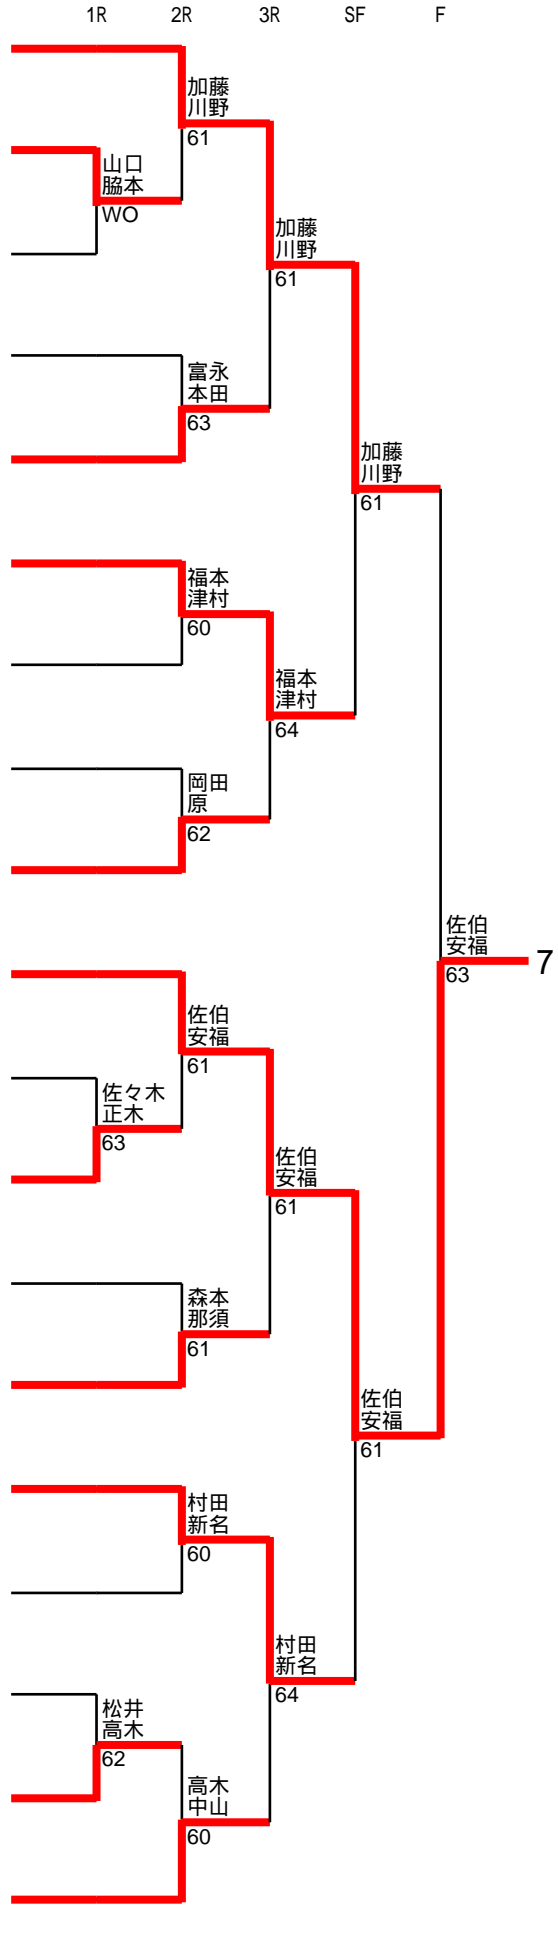 1R 2R 3R SF F
加藤
川野
61
山口
脇本
WO
加藤
川野
61
富永
本田
63
加藤
川野
61
福本
津村
60
福本
津村
64
岡田
原
62
佐伯
安福
63
7
佐伯
安福
61
佐々木
正木
63
佐伯
安福
61
森本
那須
61
佐伯
安福
61
村田
新名
60
村田
新名
64
松井
高木
62
高木
中山
60